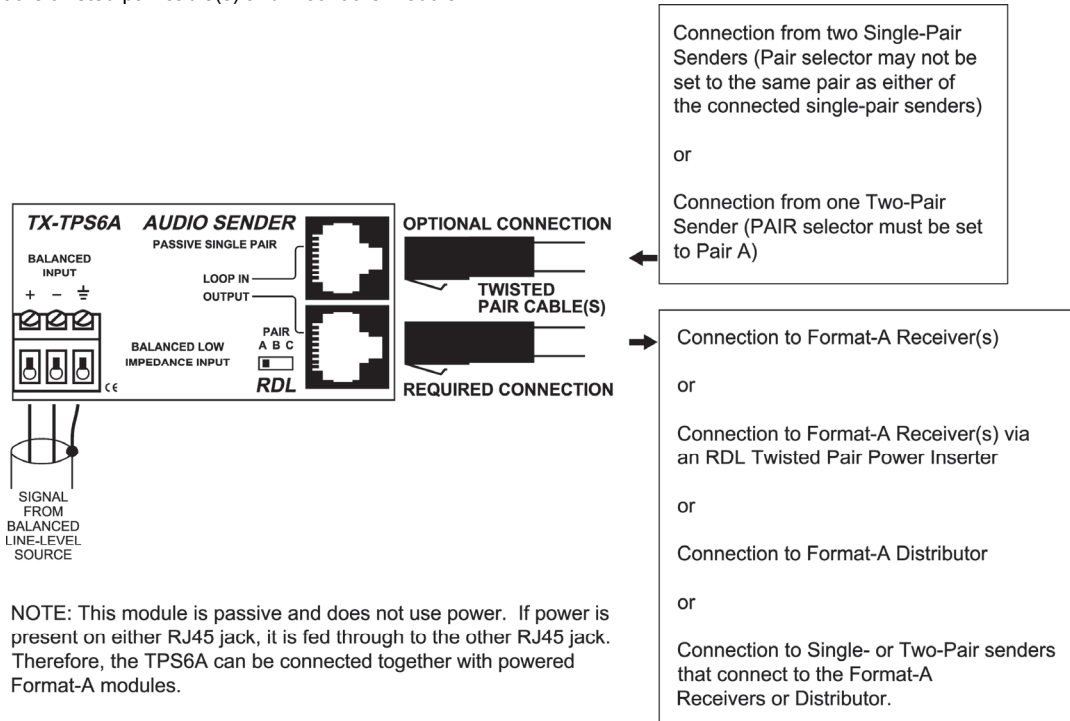 Connection from two Single-Pair
Senders (Pair selector may not be
set to the same pair as either of
the connected single-pair senders)
or
Connection from one Two-Pair
Sender (PAIR selector must be set
to Pair A)
TX-TPS6A AUDIO SENDER
PASSIVE SINGLE PAIR
BALANCED
INPUT
+ −
LOOP IN
OUTPUT
PAIR
A B C
BALANCED LOW
IMPEDANCE INPUT
RDL
CE
OPTIONAL CONNECTION
TWISTED
PAIR CABLE(S)
REQUIRED CONNECTION
SIGNAL
FROM
BALANCED
LINE-LEVEL
SOURCE
Connection to Format-A Receiver(s)
or
Connection to Format-A Receiver(s) via
an RDL Twisted Pair Power Inserter
or
Connection to Format-A Distributor
or
Connection to Single- or Two-Pair senders
that connect to the Format-A
Receivers or Distributor.
NOTE: This module is passive and does not use power. If power is
present on either RJ45 jack, it is fed through to the other RJ45 jack.
Therefore, the TPS6A can be connected together with powered
Format-A modules.